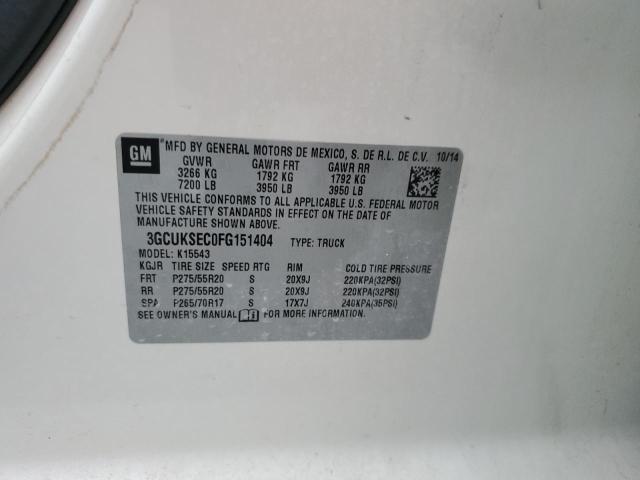 GM
MFD BY GENERAL MOTORS DE MEXICO, S. DE R.L. DE C.V. 10/14
GVWR GAWR FRT GAWR RR
3266 KG 1792 KG 1792 KG
7200 LB 3950 LB 3950 LB
THIS VEHICLE CONFORMS TO ALL APPLICABLE U.S. FEDERAL MOTOR
VEHICLE SAFETY STANDARDS IN EFFECT ON THE DATE OF
MANUFACTURE SHOWN ABOVE.
3GCUKSEC0FG151404 TYPE: TRUCK
MODEL: K15543
KGJR TIRE SIZE SPEED RTG RIM COLD TIRE PRESSURE
FRT P275/55R20 S 20X9J 220KPA(32PSI)
RR P275/55R20 S 20X9J 220KPA(32PSI)
SPA P265/70R17 S 17X7J 240KPA(35PSI)
SEE OWNER'S MANUAL FOR MORE INFORMATION.